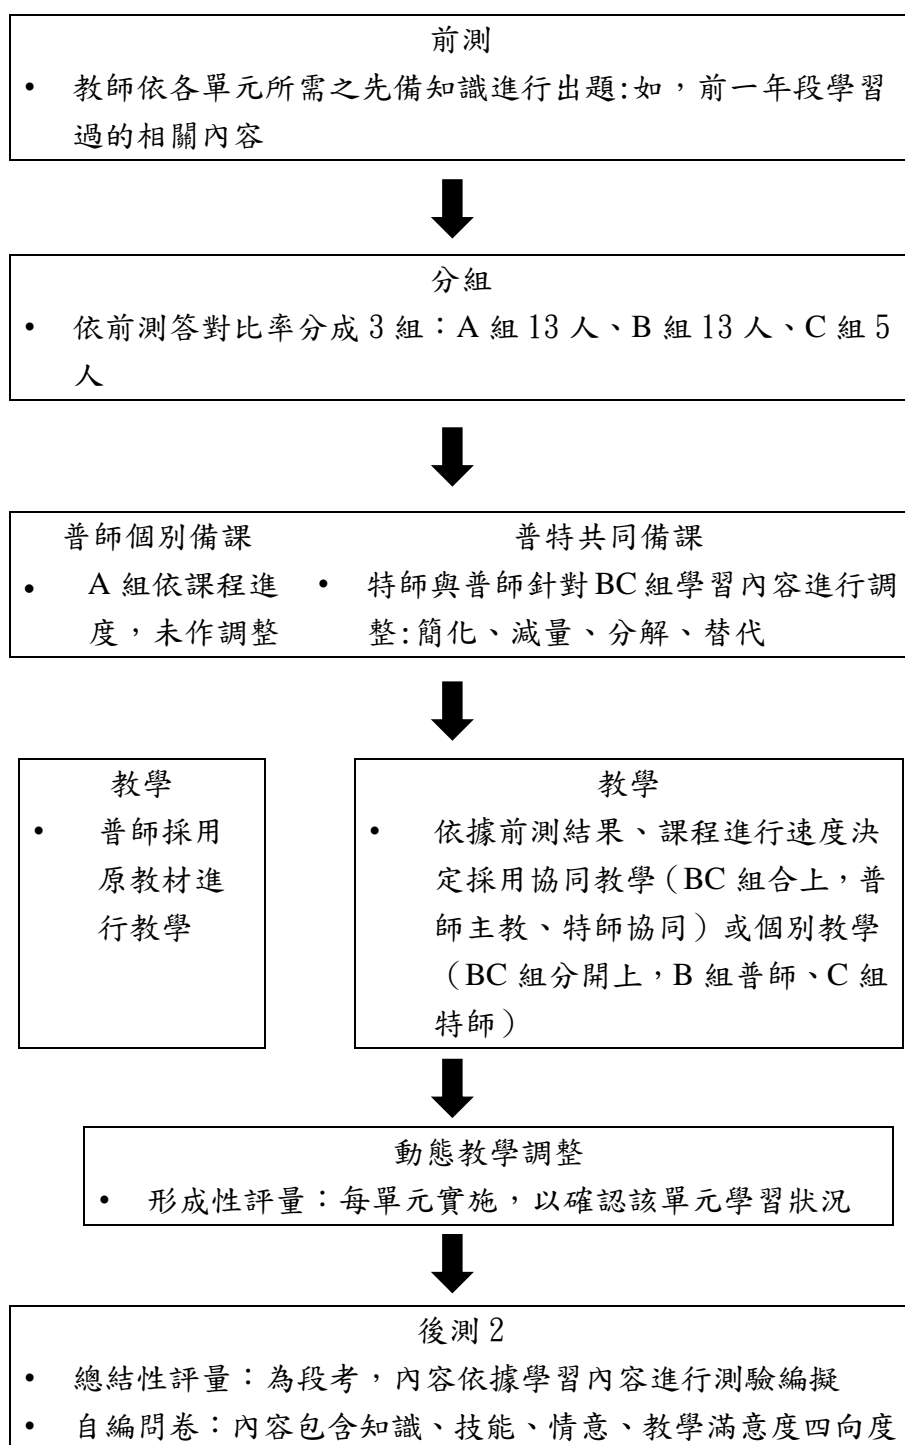 前測
• 教師依各單元所需之先備知識進行出題:如，前一年段學習
過的相關內容
分組
• 依前測答對比率分成 3 組：A 組 13 人、B 組 13 人、C 組 5
人
普師個別備課
• A 組依課程進
度，未作調整
普特共同備課
• 特師與普師針對 BC 組學習內容進行調
整:簡化、減量、分解、替代
教學
• 普師採用
原教材進
行教學
教學
• 依據前測結果、課程進行速度決
定採用協同教學（BC 組合上，普
師主教、特師協同）或個別教學
（BC 組分開上，B 組普師、C 組
特師）
動態教學調整
• 形成性評量：每單元實施，以確認該單元學習狀況
後測 2
• 總結性評量：為段考，內容依據學習內容進行測驗編擬
• 自編問卷：內容包含知識、技能、情意、教學滿意度四向度